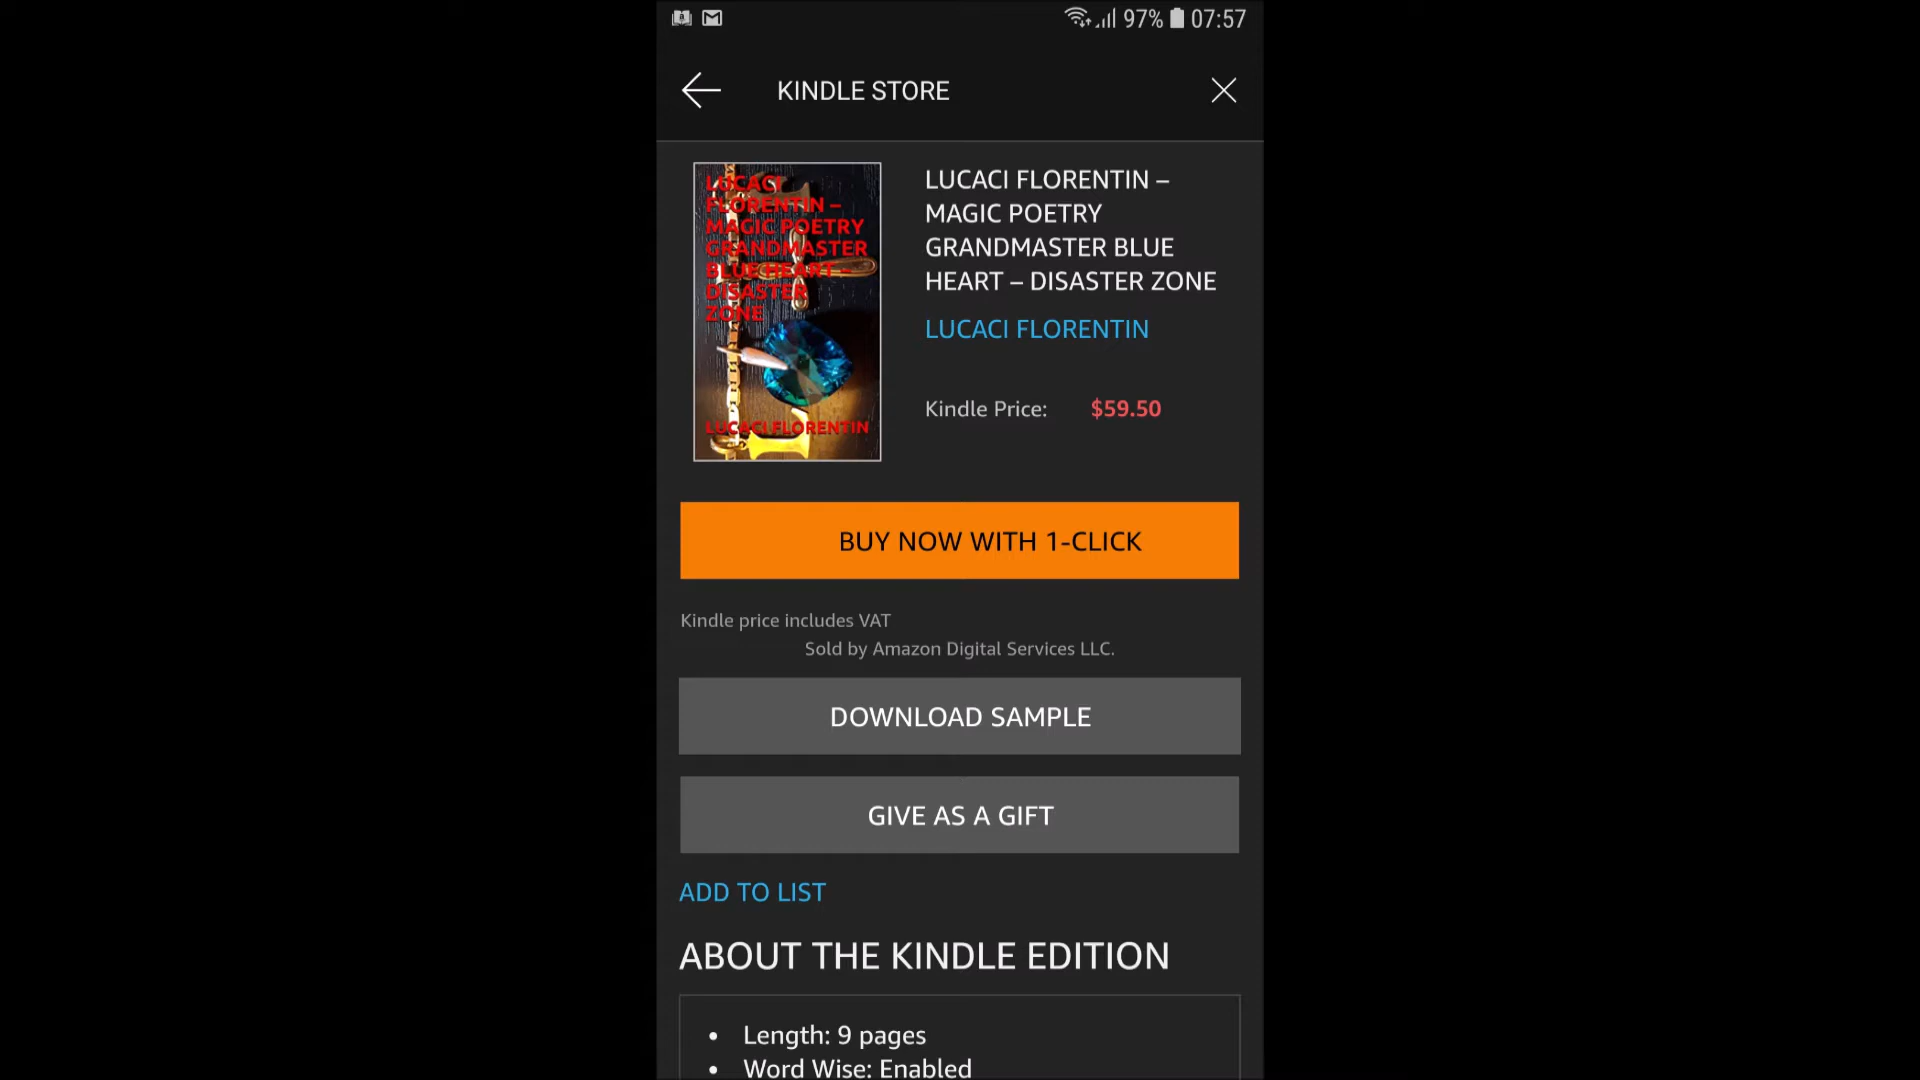 97% 07:57
KINDLE STORE
LUCACI
FLORENTIN –
MAGIC POETRY
GRANDMASTER
BLUE HEART –
DISASTER
ZONE
LUCACI FLORENTIN
LUCACI FLORENTIN –
MAGIC POETRY
GRANDMASTER BLUE
HEART – DISASTER ZONE
LUCACI FLORENTIN
Kindle Price: $59.50
BUY NOW WITH 1-CLICK
Kindle price includes VAT
Sold by Amazon Digital Services LLC.
DOWNLOAD SAMPLE
GIVE AS A GIFT
ADD TO LIST
ABOUT THE KINDLE EDITION
• Length: 9 pages
• Word Wise: Enabled